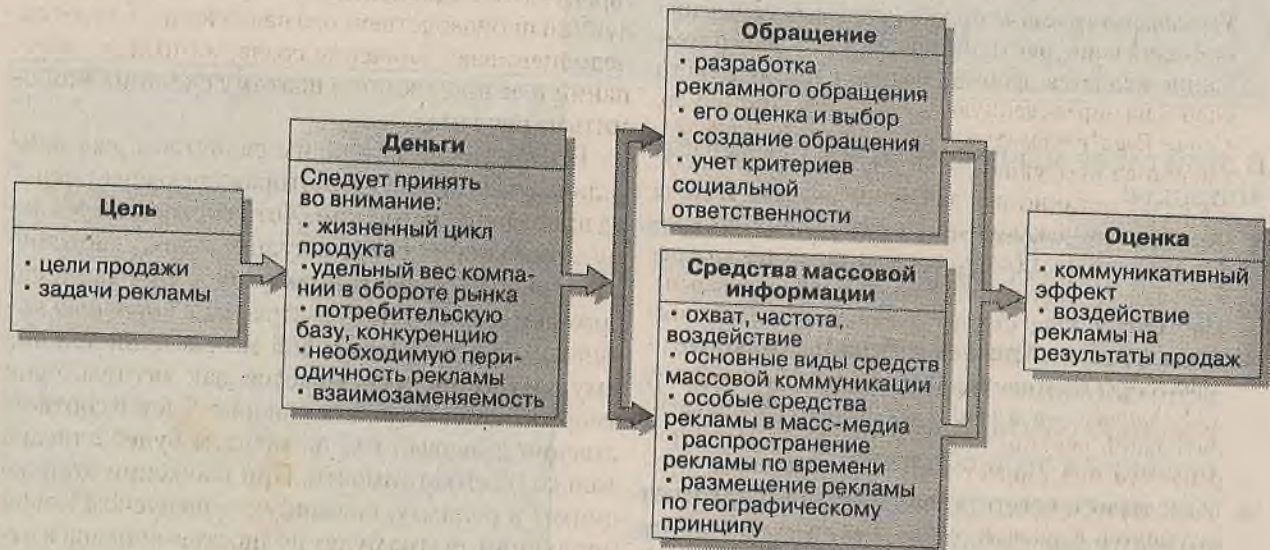 Цель
· цели продажи
· задачи рекламы
Деньги
Следует принять
во внимание:
· жизненный цикл
продукта
·удельный вес компа-
нии в обороте рынка
· потребительскую
базу, конкуренцию
·необходимую пери-
одичность рекламы
· взаимозаменяемость
Обращение
· разработка
рекламного обращения
· его оценка и выбор
· создание обращения
· учет критериев
социальной
ответственности
Средства массовой
информации
· охват, частота,
воздействие
· основные виды средств
массовой коммуникации
· особые средства
рекламы в масс-медиа
· распространение
рекламы по времени
· размещение рекламы
по географическому
принципу
Оценка
· коммуникативный
эффект
· воздействие
рекламы на
результаты продаж